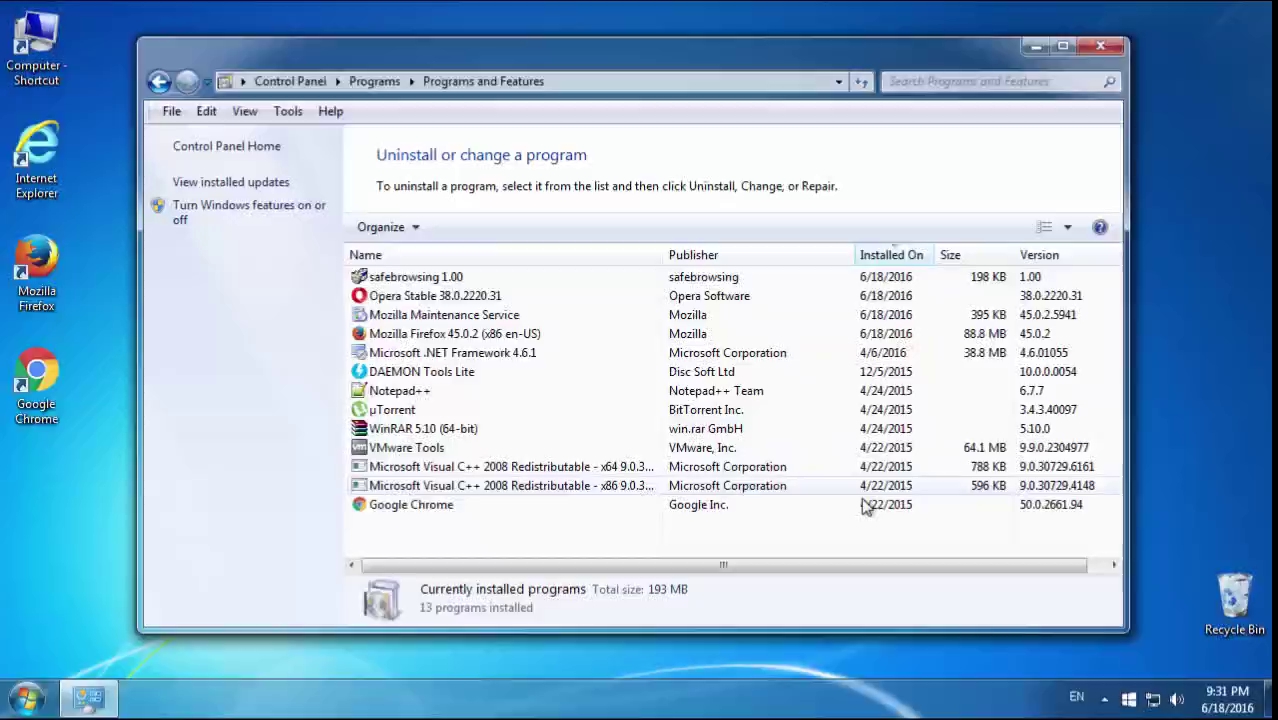 Computer - Shortcut
Internet Explorer
Mozilla Firefox
Google Chrome
Control Panel Programs Programs and Features
Search Programs and Features
File Edit View Tools Help
Control Panel Home
View installed updates
Turn Windows features on or off
Uninstall or change a program
To uninstall a program, select it from the list and then click Uninstall, Change, or Repair.
Organize
Name Publisher Installed On Size Version
safebrowsing 1.00 safebrowsing 6/18/2016 198 KB 1.00
Opera Stable 38.0.2220.31 Opera Software 6/18/2016 38.0.2220.31
Mozilla Maintenance Service Mozilla 6/18/2016 395 KB 45.0.2.5941
Mozilla Firefox 45.0.2 (x86 en-US) Mozilla 6/18/2016 88.8 MB 45.0.2
Microsoft .NET Framework 4.6.1 Microsoft Corporation 4/6/2016 38.8 MB 4.6.01055
DAEMON Tools Lite Disc Soft Ltd 12/5/2015 10.0.0.0054
Notepad++ Notepad++ Team 4/24/2015 6.7.7
µTorrent BitTorrent Inc. 4/24/2015 3.4.3.40097
WinRAR 5.10 (64-bit) win.rar GmbH 4/24/2015 5.10.0
VMware Tools VMware, Inc. 4/22/2015 64.1 MB 9.9.0.2304977
Microsoft Visual C++ 2008 Redistributable - x64 9.0.3... Microsoft Corporation 4/22/2015 788 KB 9.0.30729.6161
Microsoft Visual C++ 2008 Redistributable - x86 9.0.3... Microsoft Corporation 4/22/2015 596 KB 9.0.30729.4148
Google Chrome Google Inc. /22/2015 50.0.2661.94
Currently installed programs Total size: 193 MB
13 programs installed
Recycle Bin
EN
9:31 PM
6/18/2016